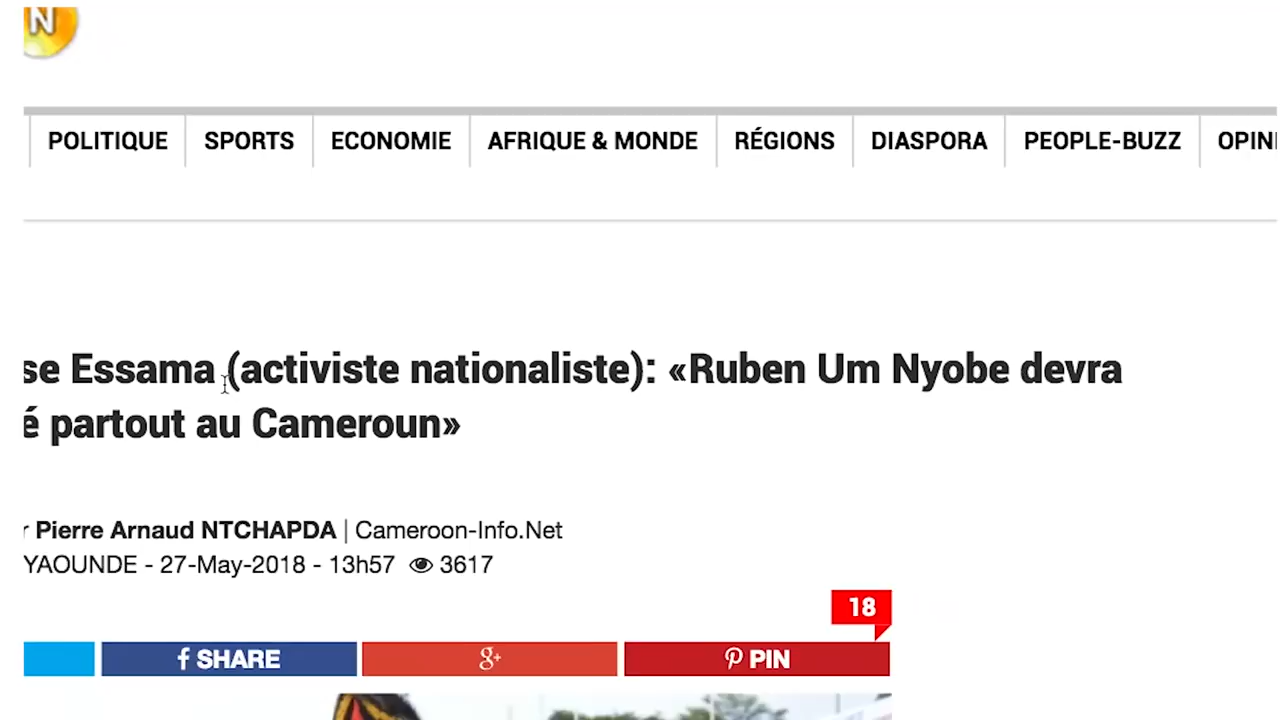 N
POLITIQUE SPORTS ECONOMIE AFRIQUE & MONDE RÉGIONS DIASPORA PEOPLE-BUZZ OPINI
se Essama (activiste nationaliste): «Ruben Um Nyobe devra
é partout au Cameroun»
r Pierre Arnaud NTCHAPDA | Cameroon-Info.Net
YAOUNDE - 27-May-2018 - 13h57 3617
18
f SHARE g+ PIN